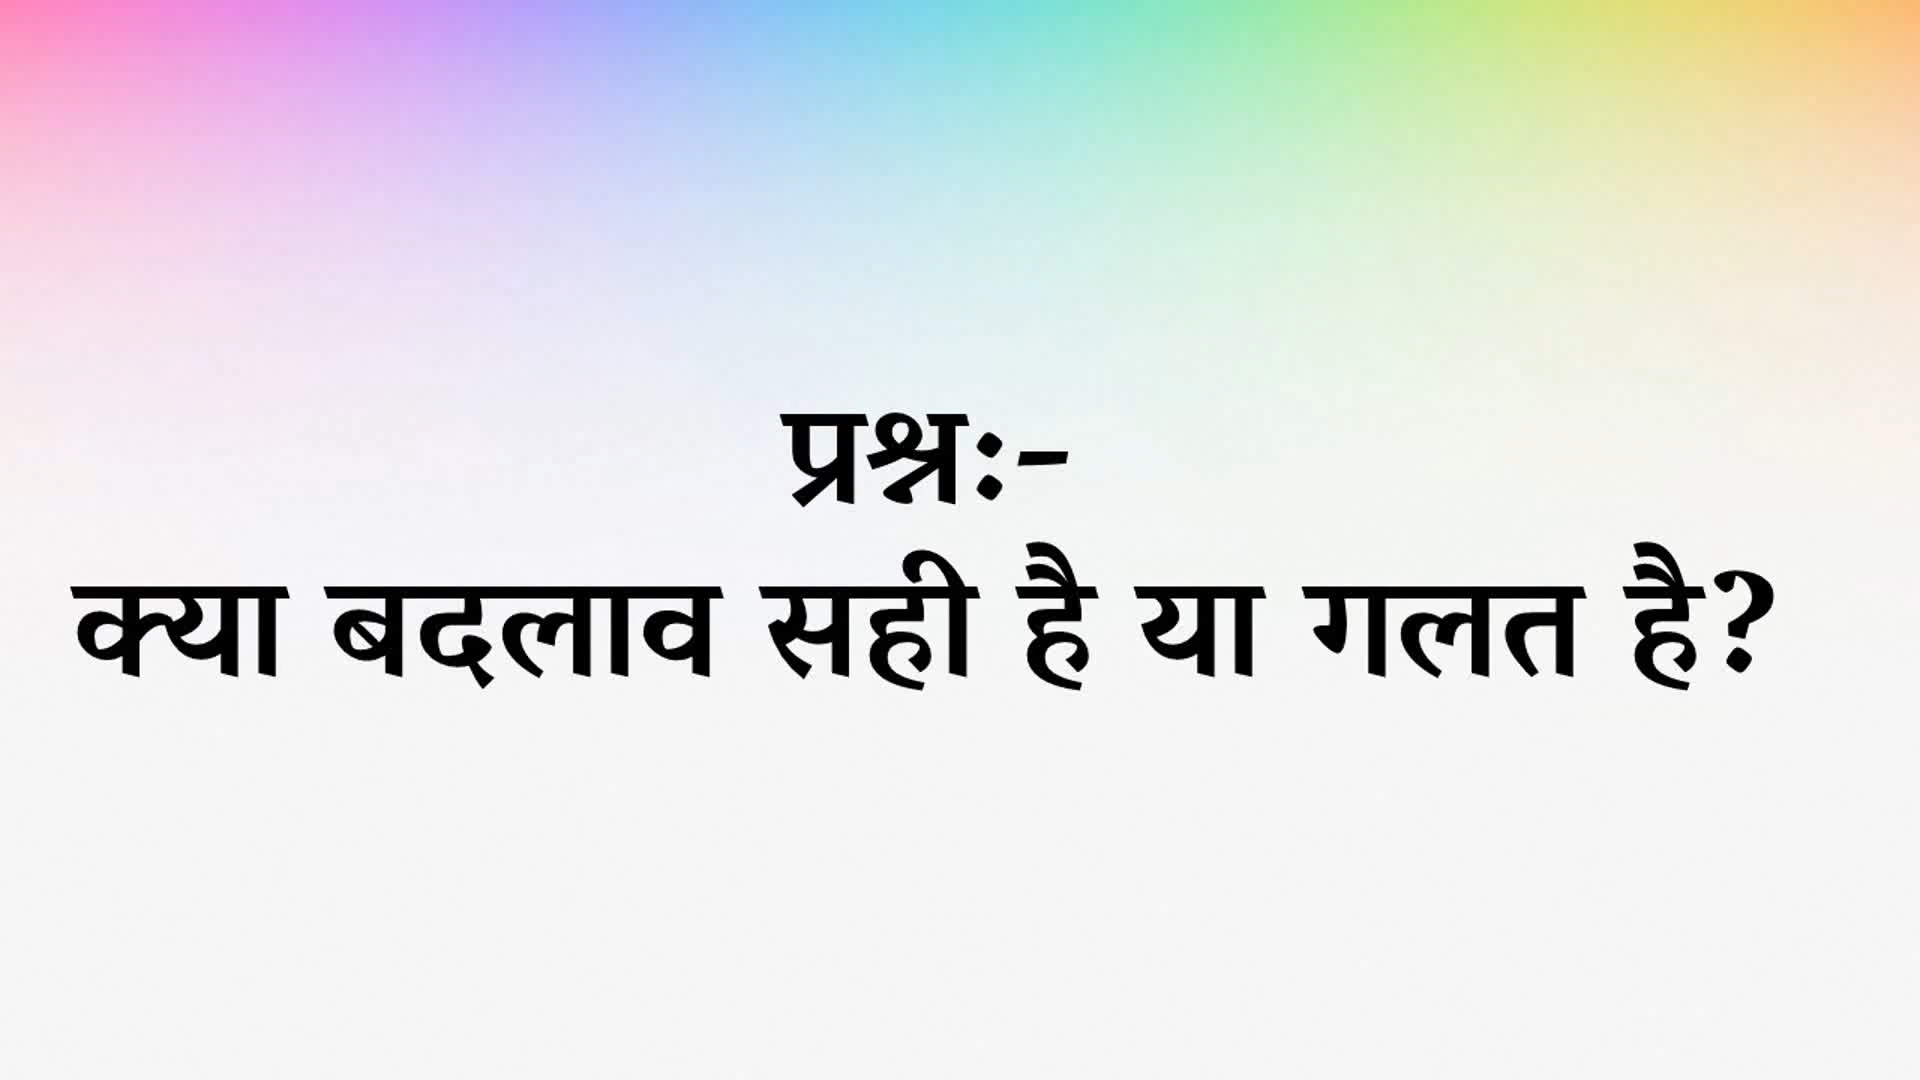 प्रश्न:-
क्या बदलाव सही है या गलत है?